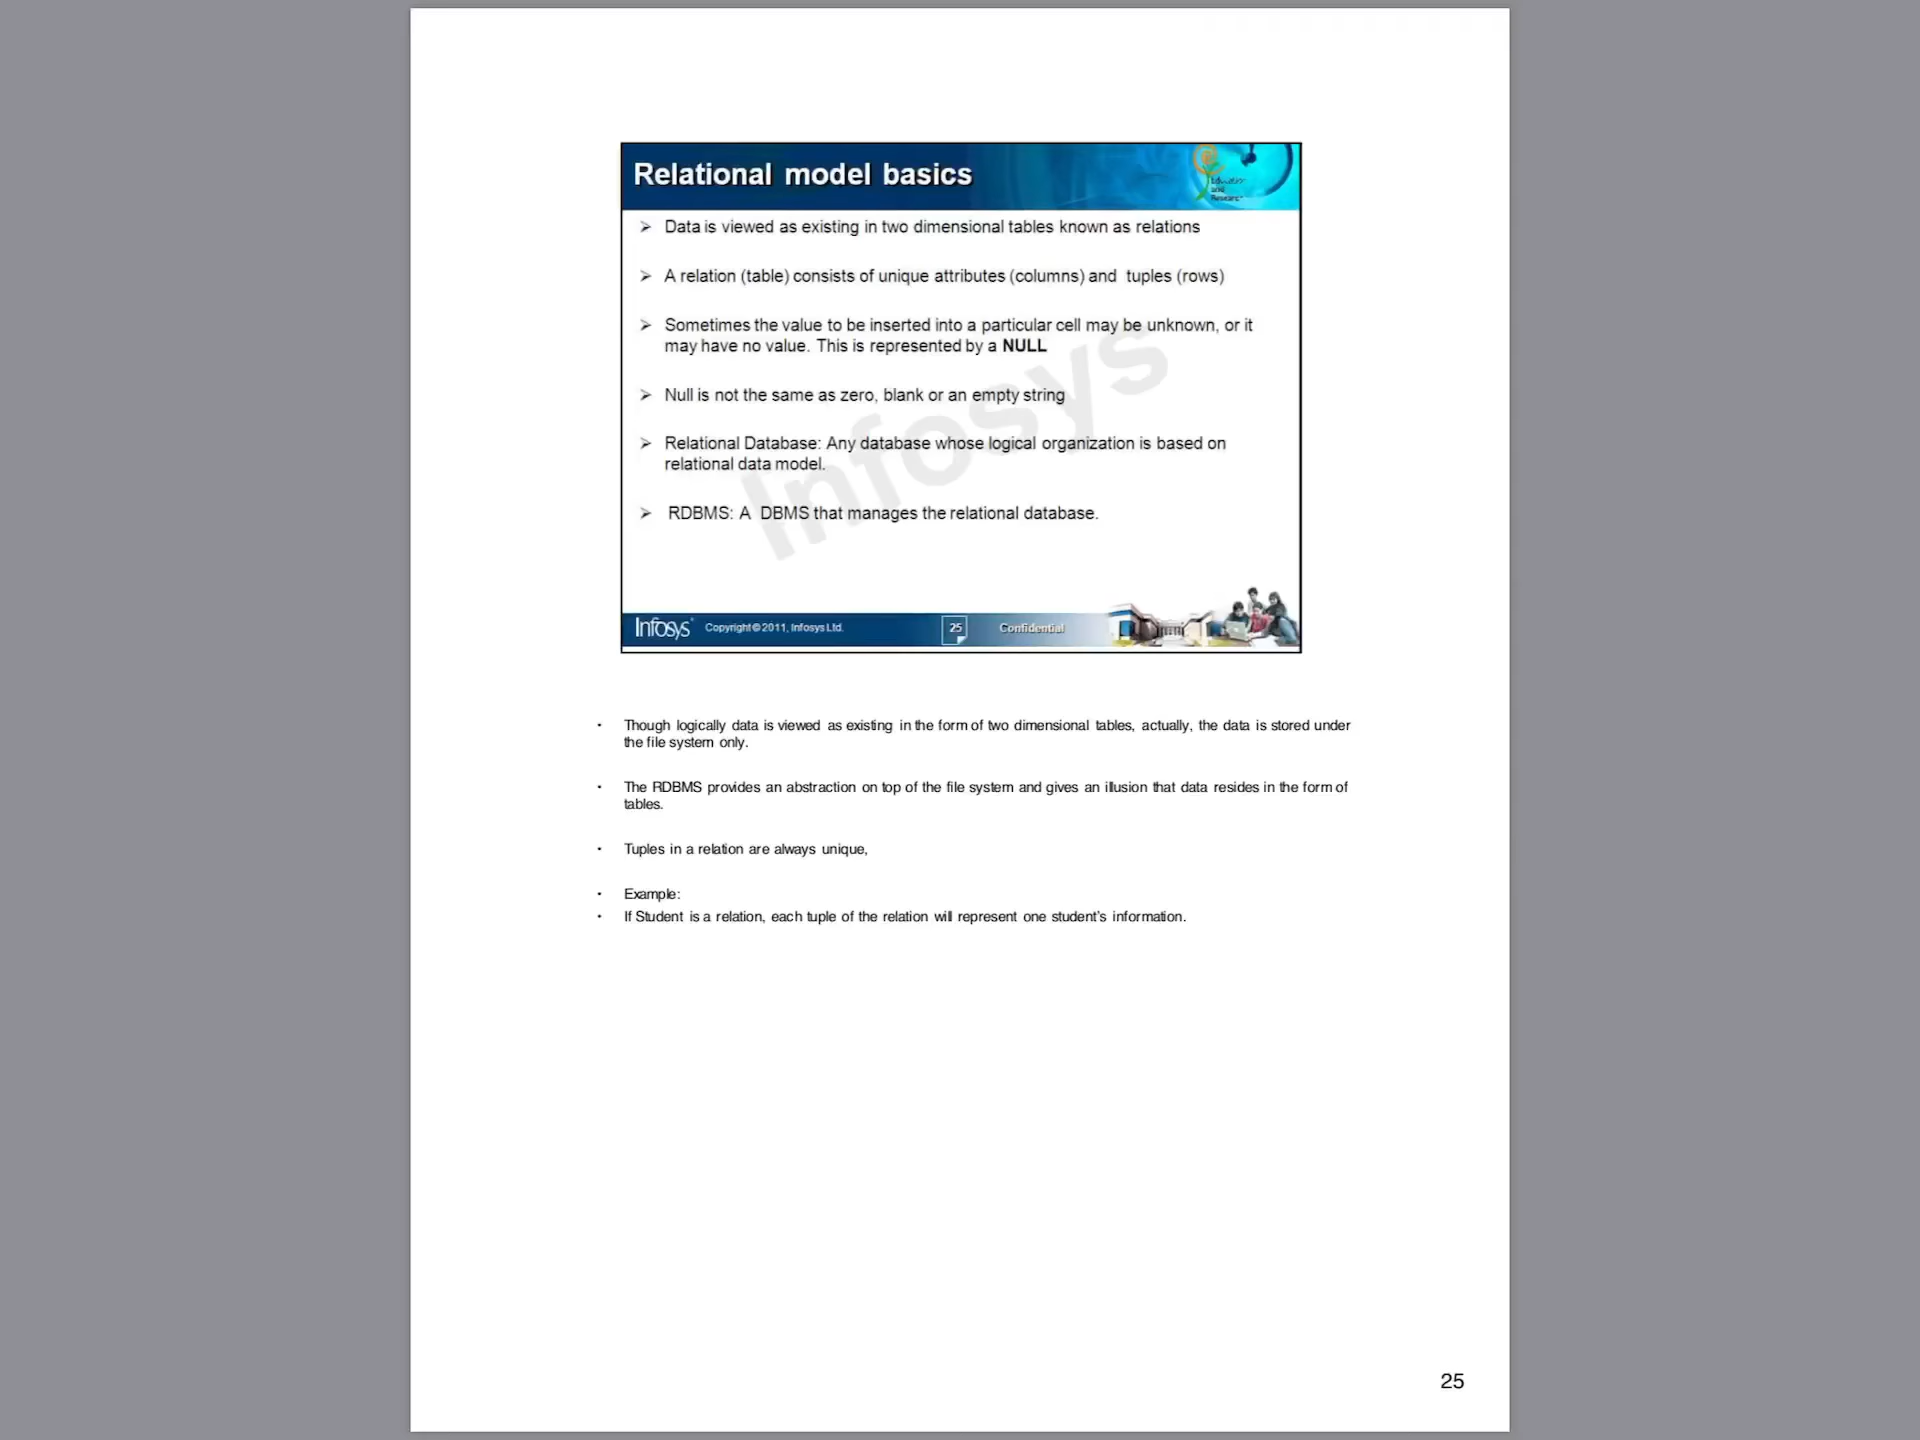 Relational model basics
Education
and
Research
➢ Data is viewed as existing in two dimensional tables known as relations
➢ A relation (table) consists of unique attributes (columns) and tuples (rows)
➢ Sometimes the value to be inserted into a particular cell may be unknown, or it
may have no value. This is represented by a NULL
➢ Null is not the same as zero, blank or an empty string
➢ Relational Database: Any database whose logical organization is based on
relational data model.
➢ RDBMS: A DBMS that manages the relational database.
Infosys
Infosys Copyright © 2011, Infosys Ltd. 25 Confidential
• Though logically data is viewed as existing in the form of two dimensional tables, actually, the data is stored under
the file system only.
• The RDBMS provides an abstraction on top of the file system and gives an illusion that data resides in the form of
tables.
• Tuples in a relation are always unique,
• Example:
• If Student is a relation, each tuple of the relation will represent one student's information.
25